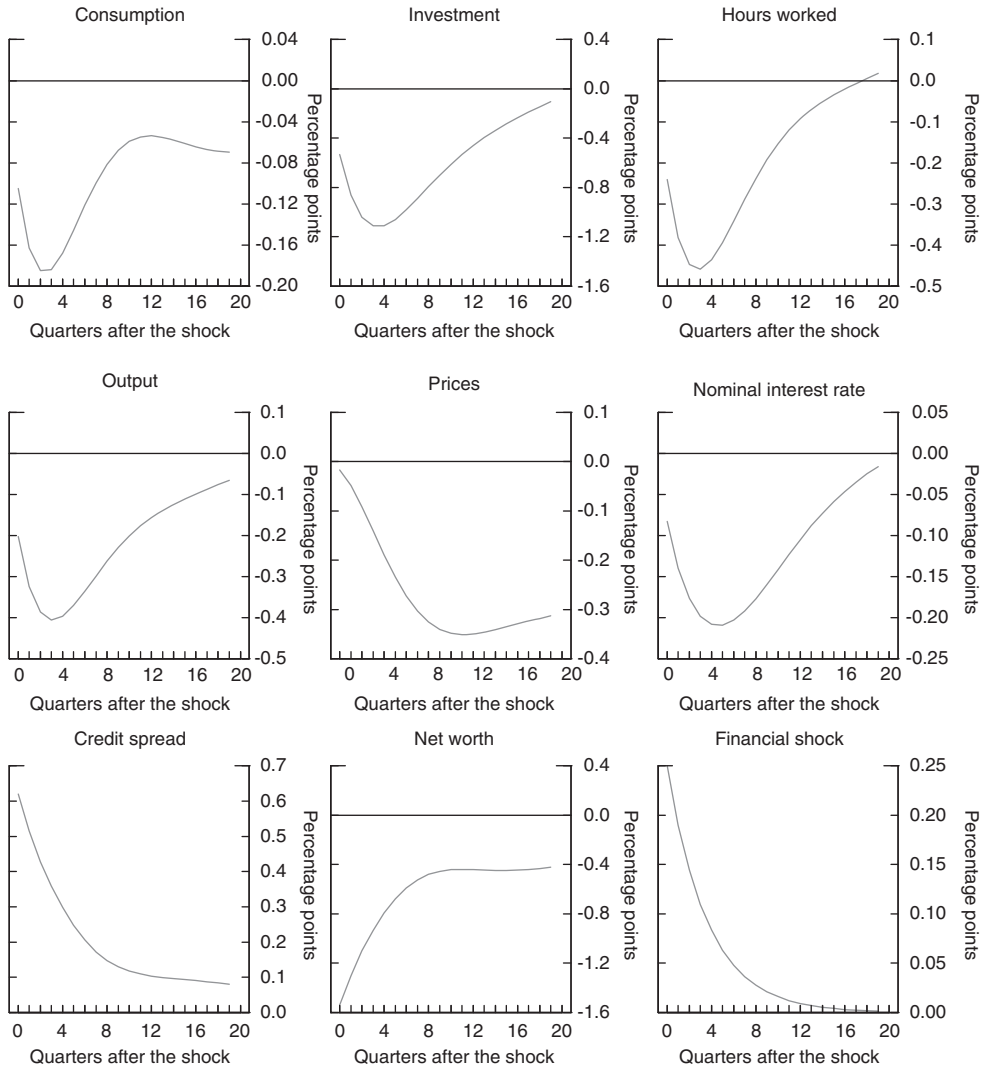 Consumption
0.04
0.00
-0.04
-0.08
-0.12
-0.16
-0.20
Percentage points
0 4 8 12 16 20
Quarters after the shock
Investment
0.4
0.0
-0.4
-0.8
-1.2
-1.6
Percentage points
0 4 8 12 16 20
Quarters after the shock
Hours worked
0.1
0.0
-0.1
-0.2
-0.3
-0.4
-0.5
Percentage points
0 4 8 12 16 20
Quarters after the shock
Output
0.1
0.0
-0.1
-0.2
-0.3
-0.4
-0.5
Percentage points
0 4 8 12 16 20
Quarters after the shock
Prices
0.1
0.0
-0.1
-0.2
-0.3
-0.4
Percentage points
0 4 8 12 16 20
Quarters after the shock
Nominal interest rate
0.05
0.00
-0.05
-0.10
-0.15
-0.20
-0.25
Percentage points
0 4 8 12 16 20
Quarters after the shock
Credit spread
0.7
0.6
0.5
0.4
0.3
0.2
0.1
0.0
Percentage points
0 4 8 12 16 20
Quarters after the shock
Net worth
0.4
0.0
-0.4
-0.8
-1.2
-1.6
Percentage points
0 4 8 12 16 20
Quarters after the shock
Financial shock
0.25
0.20
0.15
0.10
0.05
0.00
Percentage points
0 4 8 12 16 20
Quarters after the shock